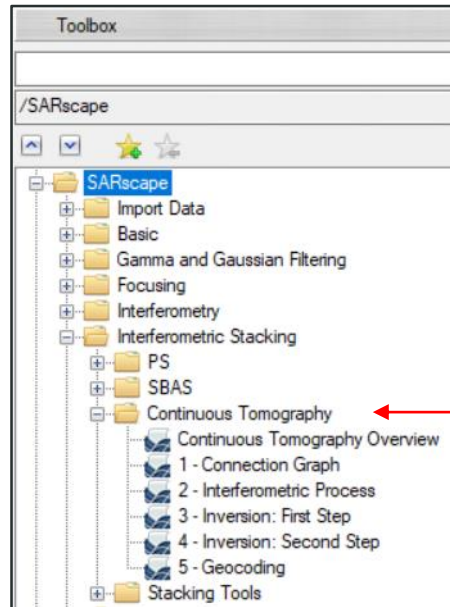 Toolbox
/SARscape
SARscape
Import Data
Basic
Gamma and Gaussian Filtering
Focusing
Interferometry
Interferometric Stacking
PS
SBAS
Continuous Tomography
Continuous Tomography Overview
1 - Connection Graph
2 - Interferometric Process
3 - Inversion: First Step
4 - Inversion: Second Step
5 - Geocoding
Stacking Tools